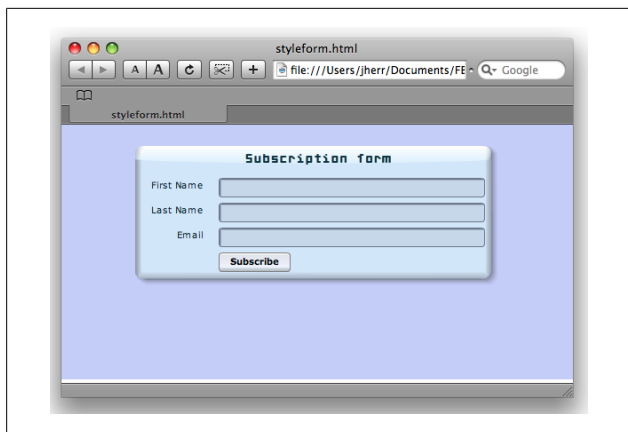 styleform.html
A A + file:///Users/jherr/Documents/FE Q Google
styleform.html
Subscription form
First Name
Last Name
Email
Subscribe